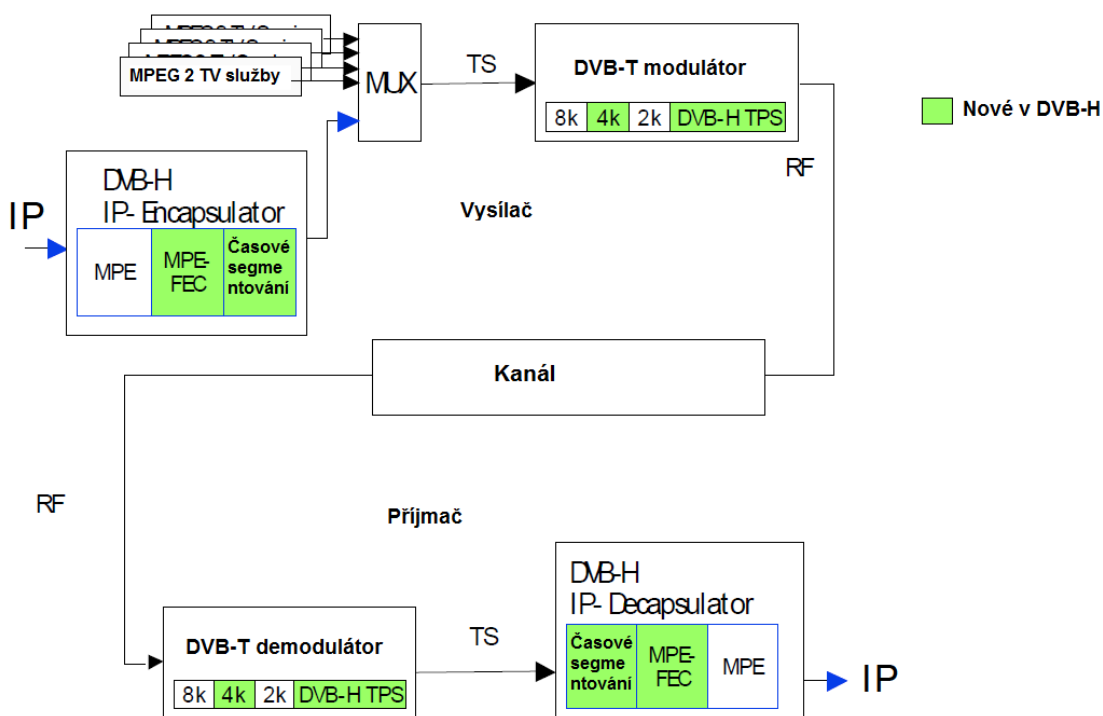 MPEG 2 TV služby
MUX
TS
DVB-T modulátor
8k 4k 2k DVB-H TPS
Nové v DVB-H
RF
DVB-H
IP- Encapsulator
IP
MPE
MPE-
FEC
Časové
segme
ntování
Vysílač
Kanál
RF
Příjmač
DVB-T demodulátor
8k 4k 2k DVB-H TPS
TS
DVB-H
IP- Decapsulator
Časové
segme
ntování
MPE-
FEC
MPE
IP